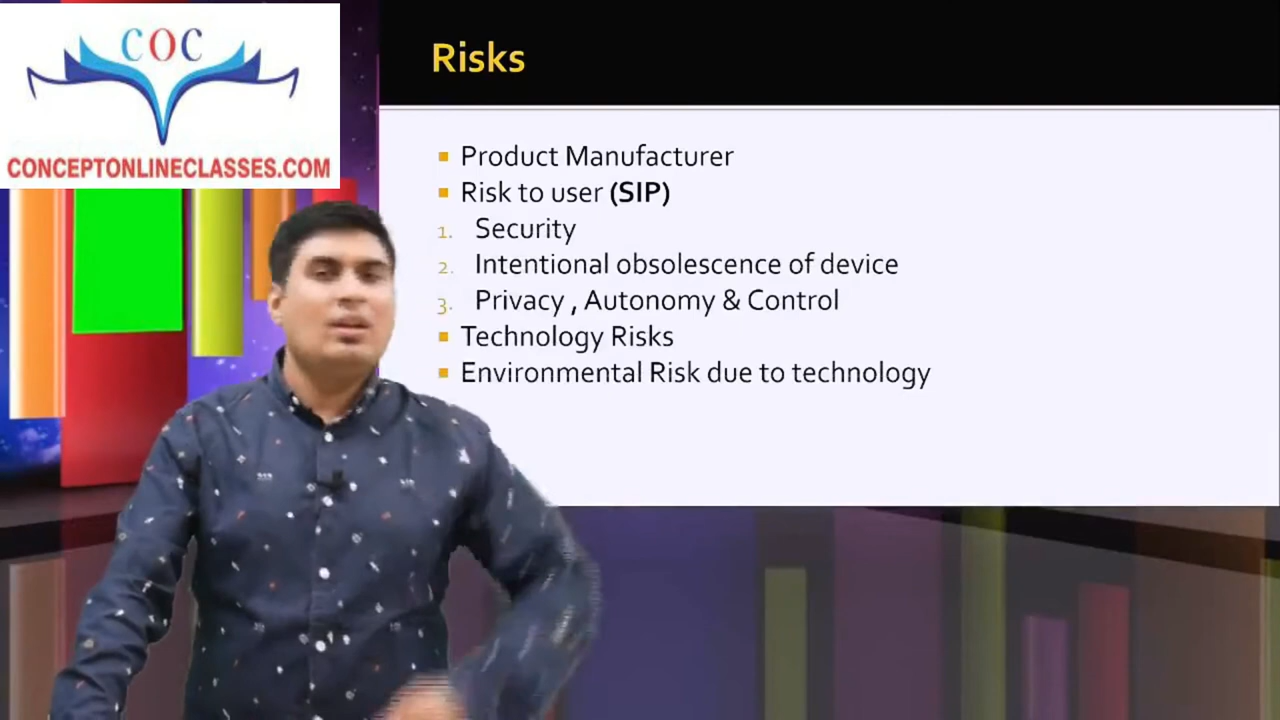 COC
CONCEPTONLINECLASSES.COM
Risks
▪ Product Manufacturer
▪ Risk to user (SIP)
1. Security
2. Intentional obsolescence of device
3. Privacy , Autonomy & Control
▪ Technology Risks
▪ Environmental Risk due to technology